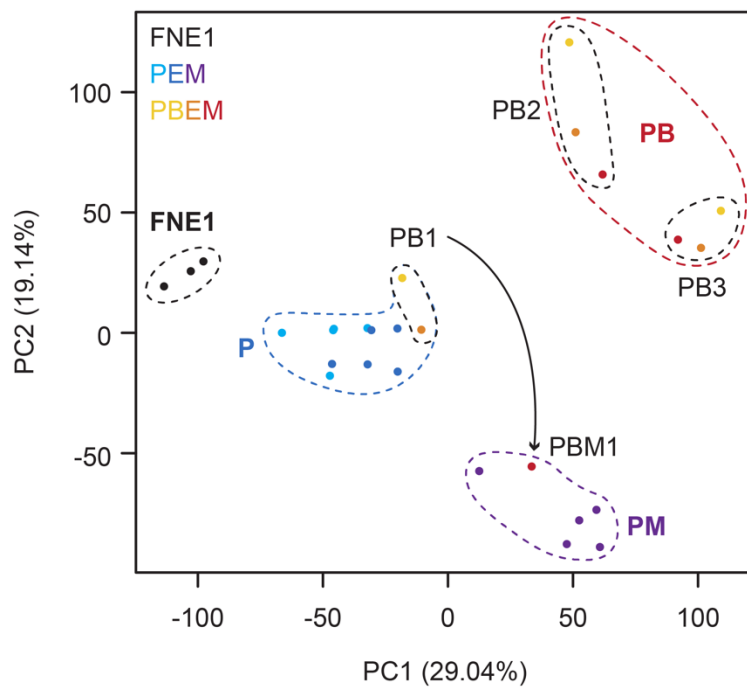 FNE1
PEM
PBEM
PB2
PB
FNE1
PB1
PB3
P
PBM1
PM
100
50
0
-50
-100
-50
0
50
100
PC2 (19.14%)
PC1 (29.04%)